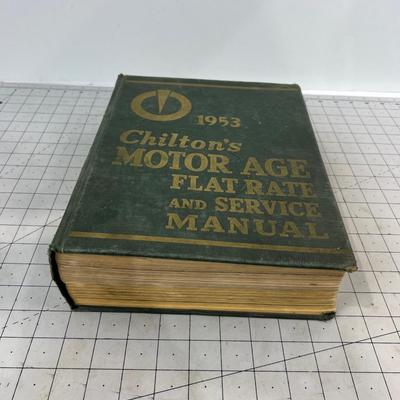 1953
Chilton's
MOTOR AGE
FLAT RATE
AND SERVICE
MANUAL